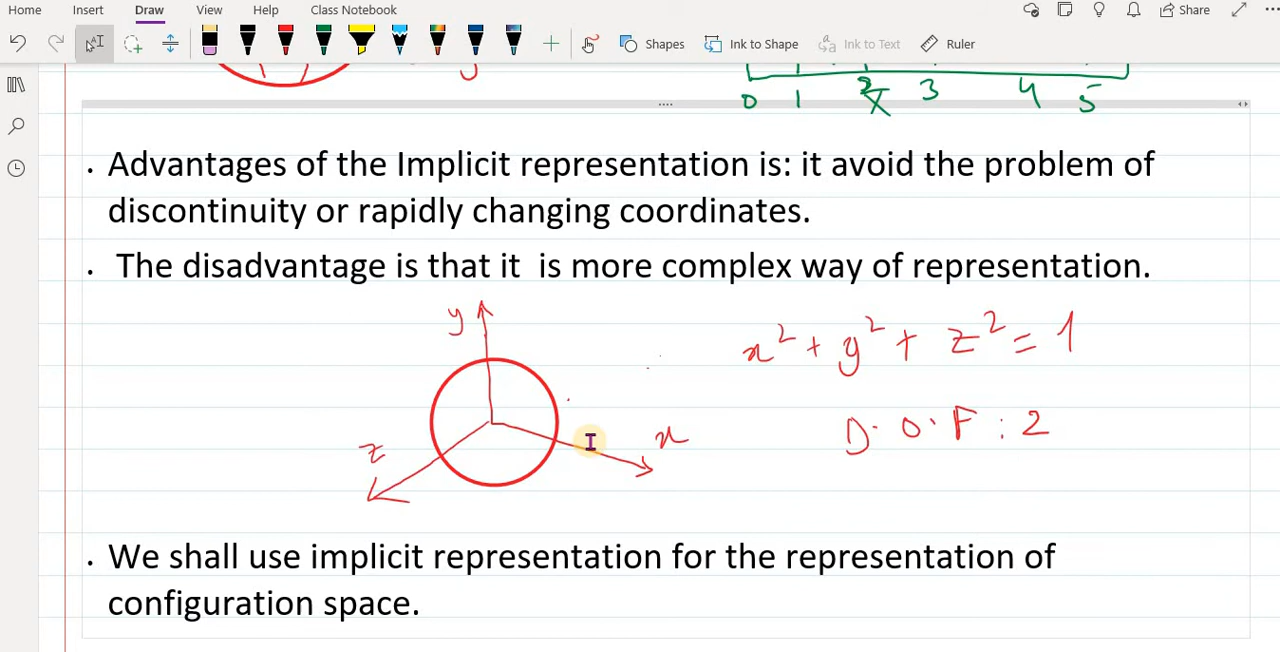 Home Insert Draw View Help Class Notebook Share
Shapes Ink to Shape Ink to Text Ruler
y
0 1 2 3 4 5
X
. Advantages of the Implicit representation is: it avoid the problem of
discontinuity or rapidly changing coordinates.
. The disadvantage is that it is more complex way of representation.
y
x² + y² + z² = 1
D.O.F : 2
z
x
. We shall use implicit representation for the representation of
configuration space.